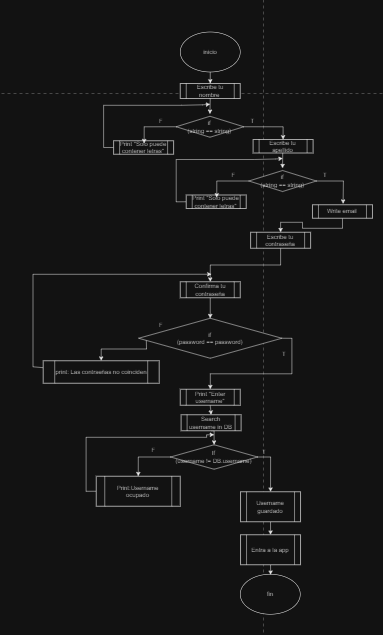 inicio
Escribe tu
nombre
if
(string == string)
F
T
Print "Solo puede
contener letras"
Escribe tu
apellido
if
(string == string)
F
T
Print "Solo puede
contener letras"
Write email
Escribe tu
contraseña
Confirma tu
contraseña
F
if
(password == password)
T
print: Las contraeñas no coinciden
Print "Enter
username"
Search
username in DB
F
if
(username != DB.username)
T
Print:Username
ocupado
Username
guardado
Entra a la app
fin